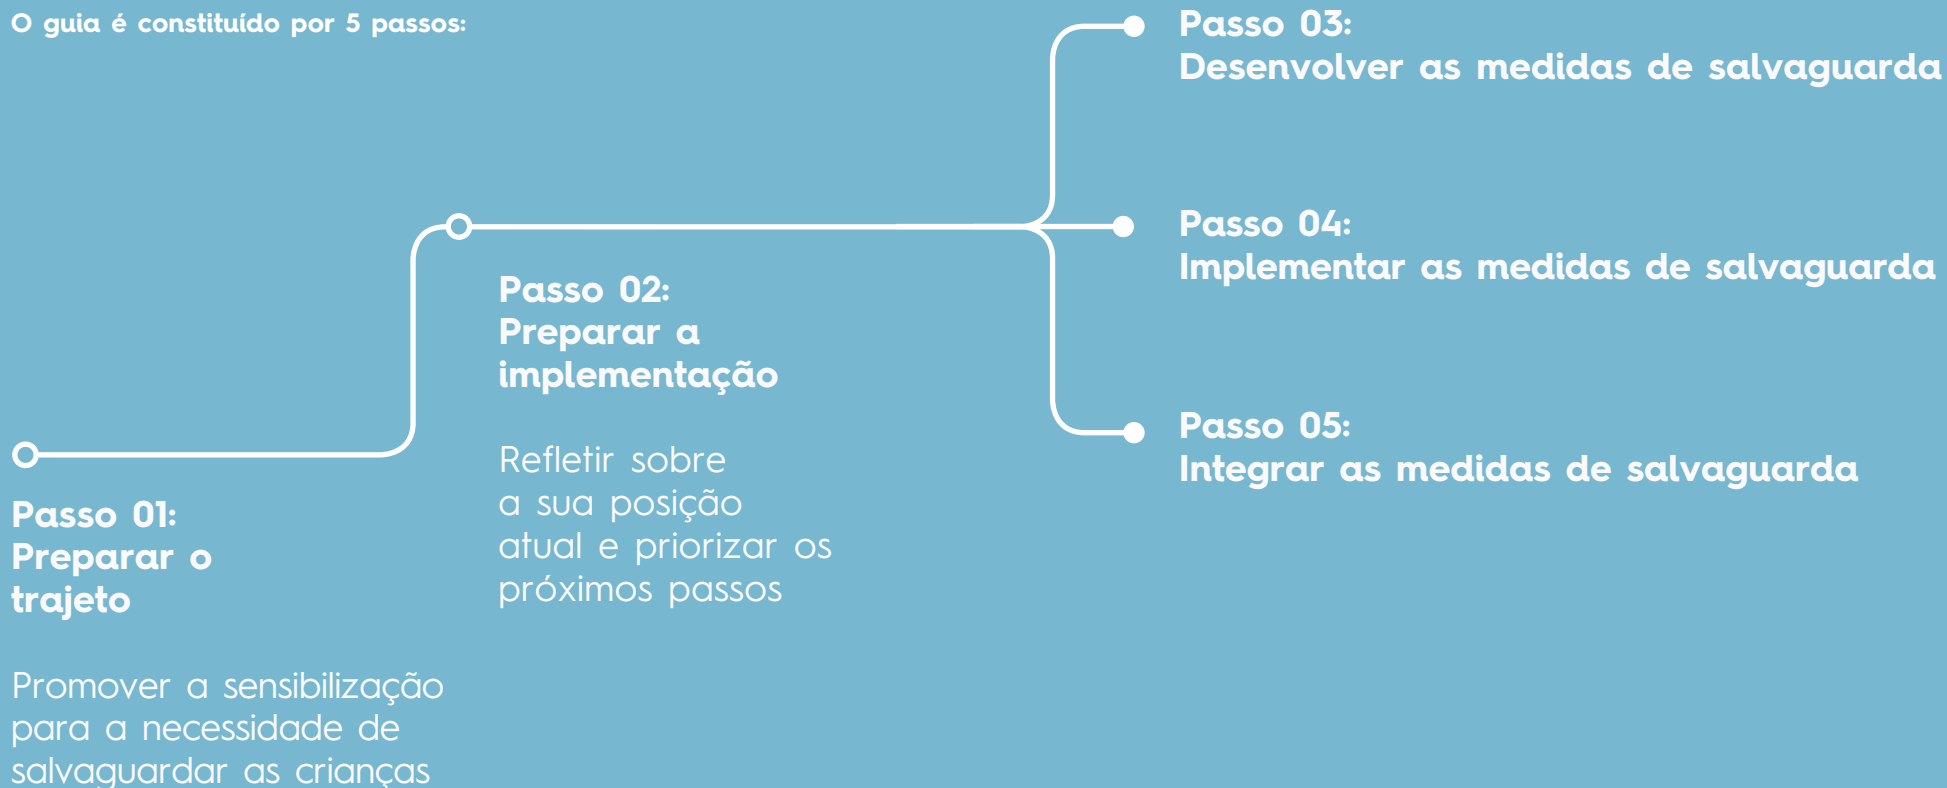 O guia é constituído por 5 passos:
Passo 01:
Preparar o
trajeto
Promover a sensibilização
para a necessidade de
salvaguardar as crianças
Passo 02:
Preparar a
implementação
Refletir sobre
a sua posição
atual e priorizar os
próximos passos
Passo 03:
Desenvolver as medidas de salvaguarda
Passo 04:
Implementar as medidas de salvaguarda
Passo 05:
Integrar as medidas de salvaguarda